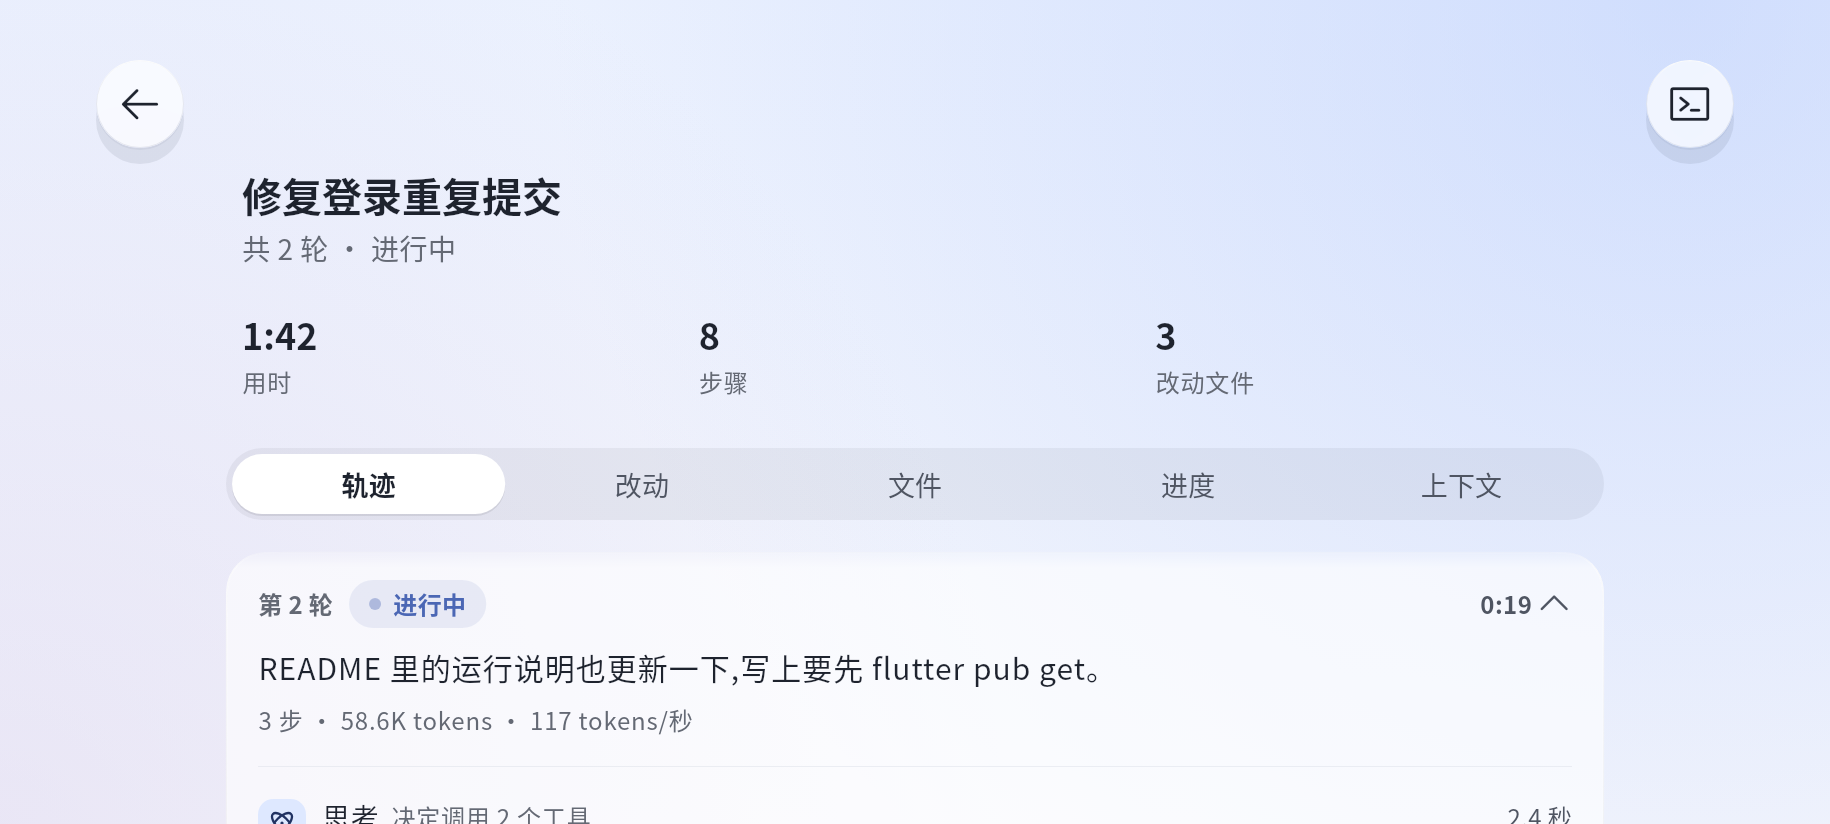 修复登录重复提交
共 2 轮 · 进行中
1:42
用时
8
步骤
3
改动文件
轨迹 改动 文件 进度 上下文
第 2 轮 进行中 0:19
README 里的运行说明也更新一下,写上要先 flutter pub get。
3 步 · 58.6K tokens · 117 tokens/秒
思考 决定调用 2 个工具 2.4 秒